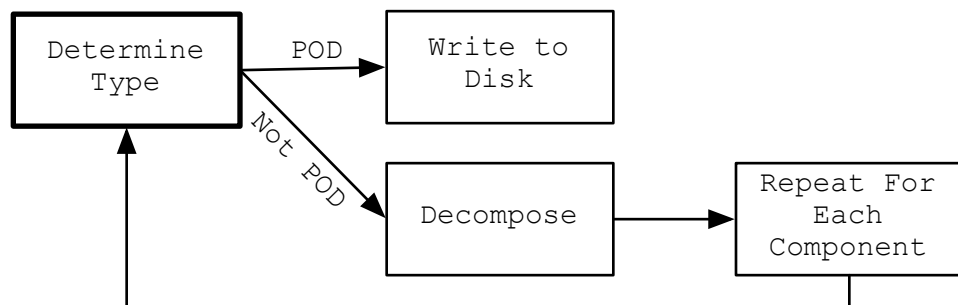 Determine
Type
POD
Write to
Disk
Not POD
Decompose
Repeat For
Each
Component